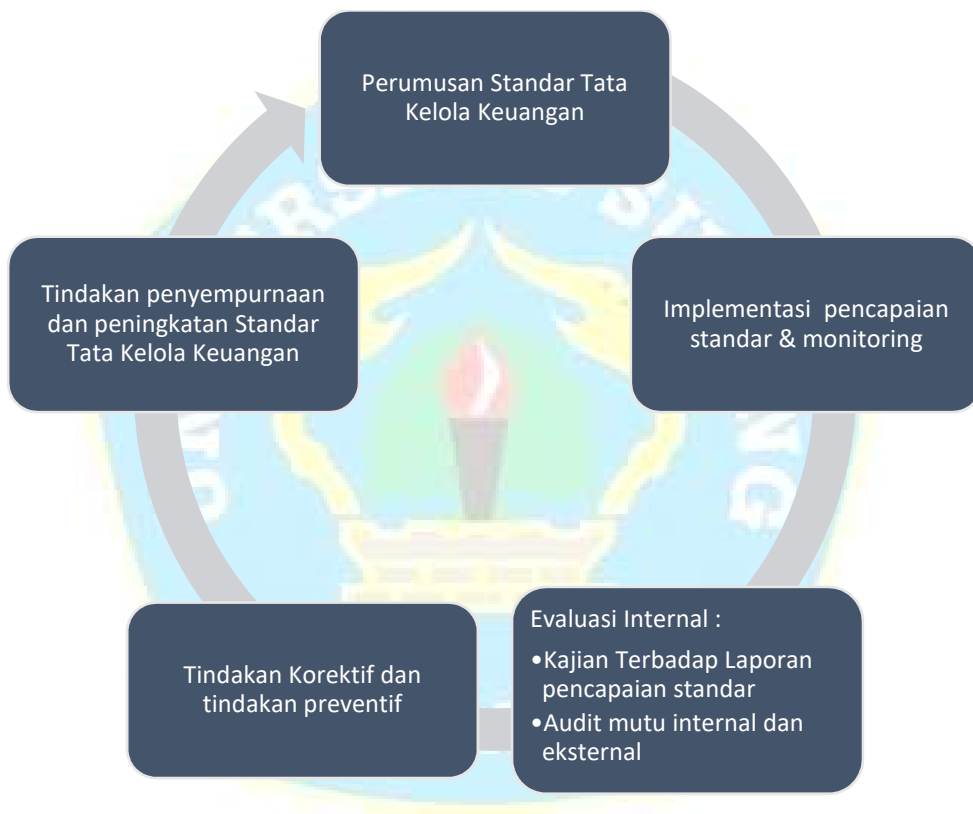 Perumusan Standar Tata
Kelola Keuangan
Implementasi pencapaian
standar & monitoring
Evaluasi Internal :
•Kajian Terhadap Laporan
pencapaian standar
•Audit mutu internal dan
eksternal
Tindakan Korektif dan
tindakan preventif
Tindakan penyempurnaan
dan peningkatan Standar
Tata Kelola Keuangan